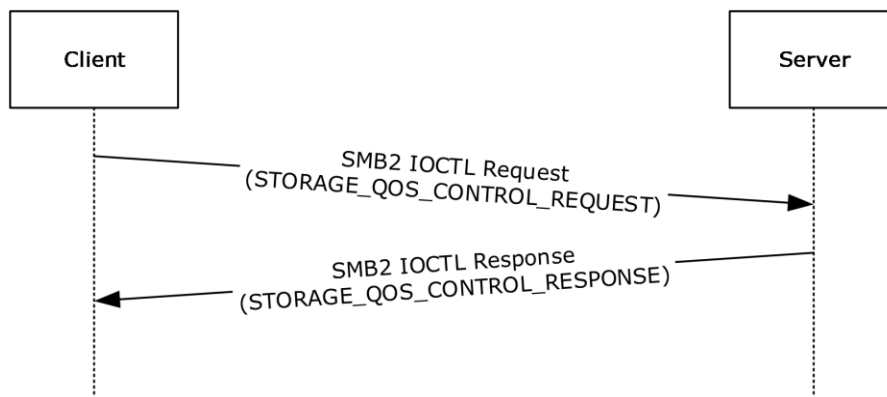 Client
Server
SMB2 IOCTL Request
(STORAGE_QOS_CONTROL_REQUEST)
SMB2 IOCTL Response
(STORAGE_QOS_CONTROL_RESPONSE)